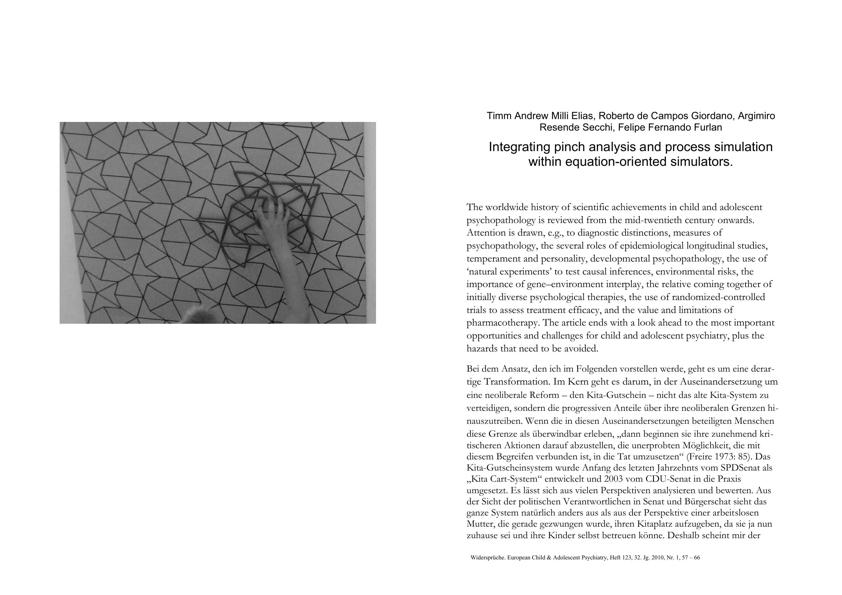 Timm Andrew Milli Elias, Roberto de Campos Giordano, Argimiro
Resende Secchi, Felipe Fernando Furlan
Integrating pinch analysis and process simulation
within equation-oriented simulators.
The worldwide history of scientific achievements in child and adolescent
psychopathology is reviewed from the mid-twentieth century onwards.
Attention is drawn, e.g., to diagnostic distinctions, measures of
psychopathology, the several roles of epidemiological longitudinal studies,
temperament and personality, developmental psychopathology, the use of
‘natural experiments’ to test causal inferences, environmental risks, the
importance of gene–environment interplay, the relative coming together of
initially diverse psychological therapies, the use of randomized-controlled
trials to assess treatment efficacy, and the value and limitations of
pharmacotherapy. The article ends with a look ahead to the most important
opportunities and challenges for child and adolescent psychiatry, plus the
hazards that need to be avoided.
Bei dem Ansatz, den ich im Folgenden vorstellen werde, geht es um eine derar-
tige Transformation. Im Kern geht es darum, in der Auseinandersetzung um
eine neoliberale Reform – den Kita-Gutschein – nicht das alte Kita-System zu
verteidigen, sondern die progressiven Anteile über ihre neoliberalen Grenzen hi-
nauszutreiben. Wenn die in diesen Auseinandersetzungen beteiligten Menschen
diese Grenze als überwindbar erleben, „dann beginnen sie ihre zunehmend kri-
tischeren Aktionen darauf abzustellen, die unerprobten Möglichkeit, die mit
diesem Begreifen verbunden ist, in die Tat umzusetzen“ (Freire 1973: 85). Das
Kita-Gutscheinsystem wurde Anfang des letzten Jahrzehnts vom SPDSenat als
„Kita Cart-System“ entwickelt und 2003 vom CDU-Senat in die Praxis
umgesetzt. Es lässt sich aus vielen Perspektiven analysieren und bewerten. Aus
der Sicht der politischen Verantwortlichen in Senat und Bürgerschat sieht das
ganze System natürlich anders aus als aus der Perspektive einer arbeitslosen
Mutter, die gerade gezwungen wurde, ihren Kitaplatz aufzugeben, da sie ja nun
zuhause sei und ihre Kinder selbst betreuen könne. Deshalb scheint mir der
Widersprüche. European Child & Adolescent Psychiatry, Heft 123, 32. Jg. 2010, Nr. 1, 57 – 66